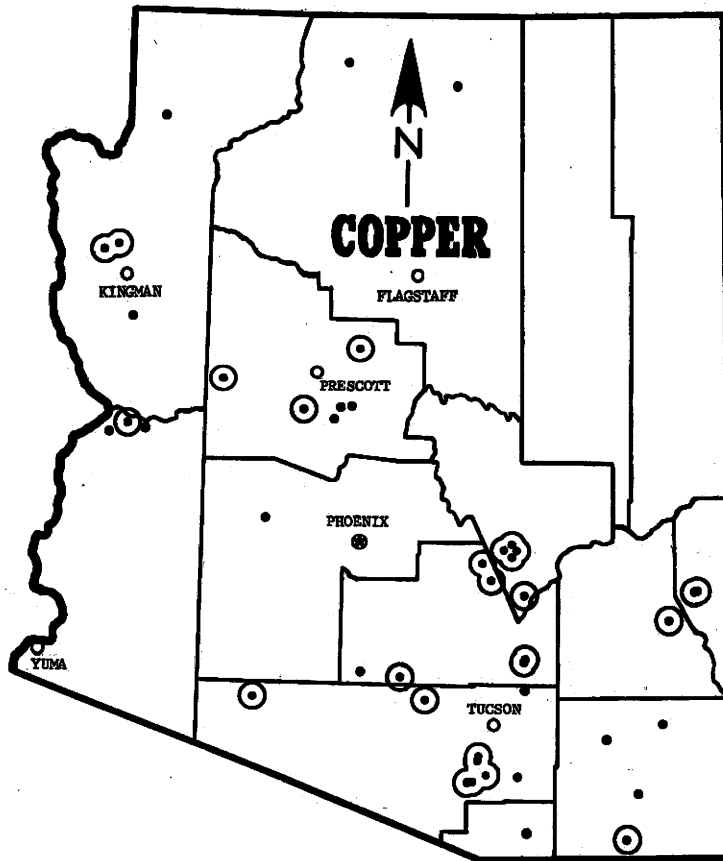 N
COPPER
KINGMAN
FLAGSTAFF
PRESCOTT
PHOENIX
YUMA
TUCSON